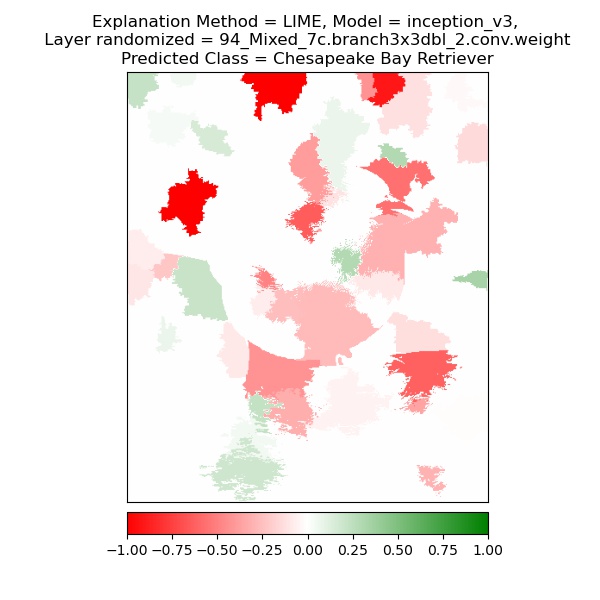 Explanation Method = LIME, Model = inception_v3,
Layer randomized = 94_Mixed_7c.branch3x3dbl_2.conv.weight
Predicted Class = Chesapeake Bay Retriever
−1.00 −0.75 −0.50 −0.25 0.00 0.25 0.50 0.75 1.00